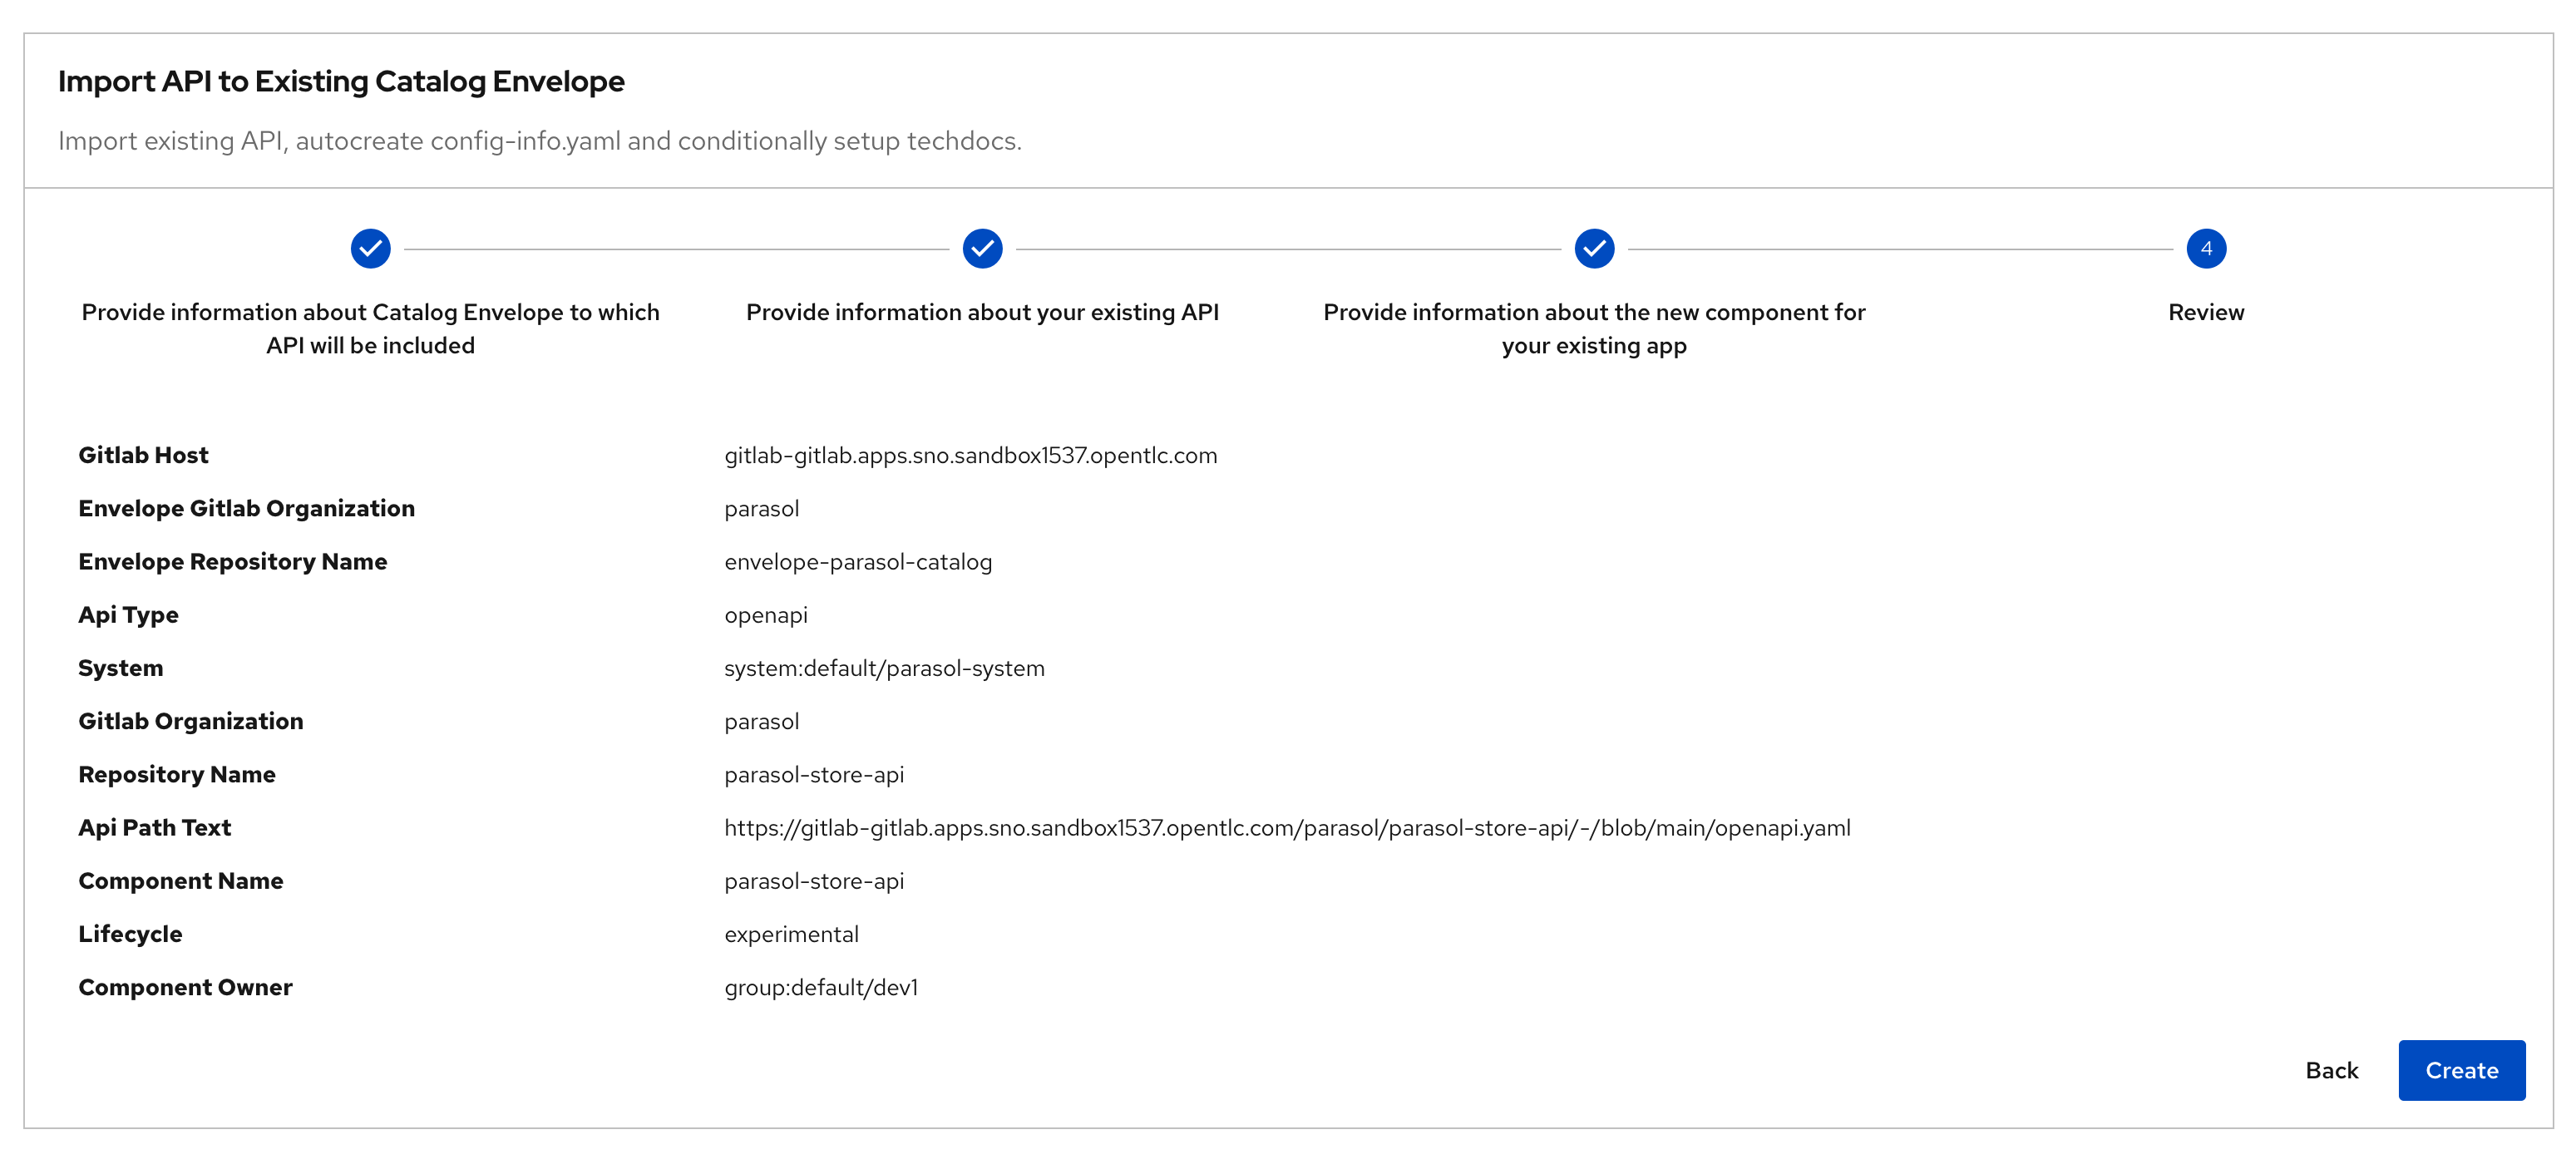 Import API to Existing Catalog Envelope
Import existing API, autocreate config-info.yaml and conditionally setup techdocs.
Provide information about Catalog Envelope to which
API will be included
Provide information about your existing API
Provide information about the new component for
your existing app
4
Review
Gitlab Host gitlab-gitlab.apps.sno.sandbox1537.opentlc.com
Envelope Gitlab Organization parasol
Envelope Repository Name envelope-parasol-catalog
Api Type openapi
System system:default/parasol-system
Gitlab Organization parasol
Repository Name parasol-store-api
Api Path Text https://gitlab-gitlab.apps.sno.sandbox1537.opentlc.com/parasol/parasol-store-api/-/blob/main/openapi.yaml
Component Name parasol-store-api
Lifecycle experimental
Component Owner group:default/dev1
Back Create